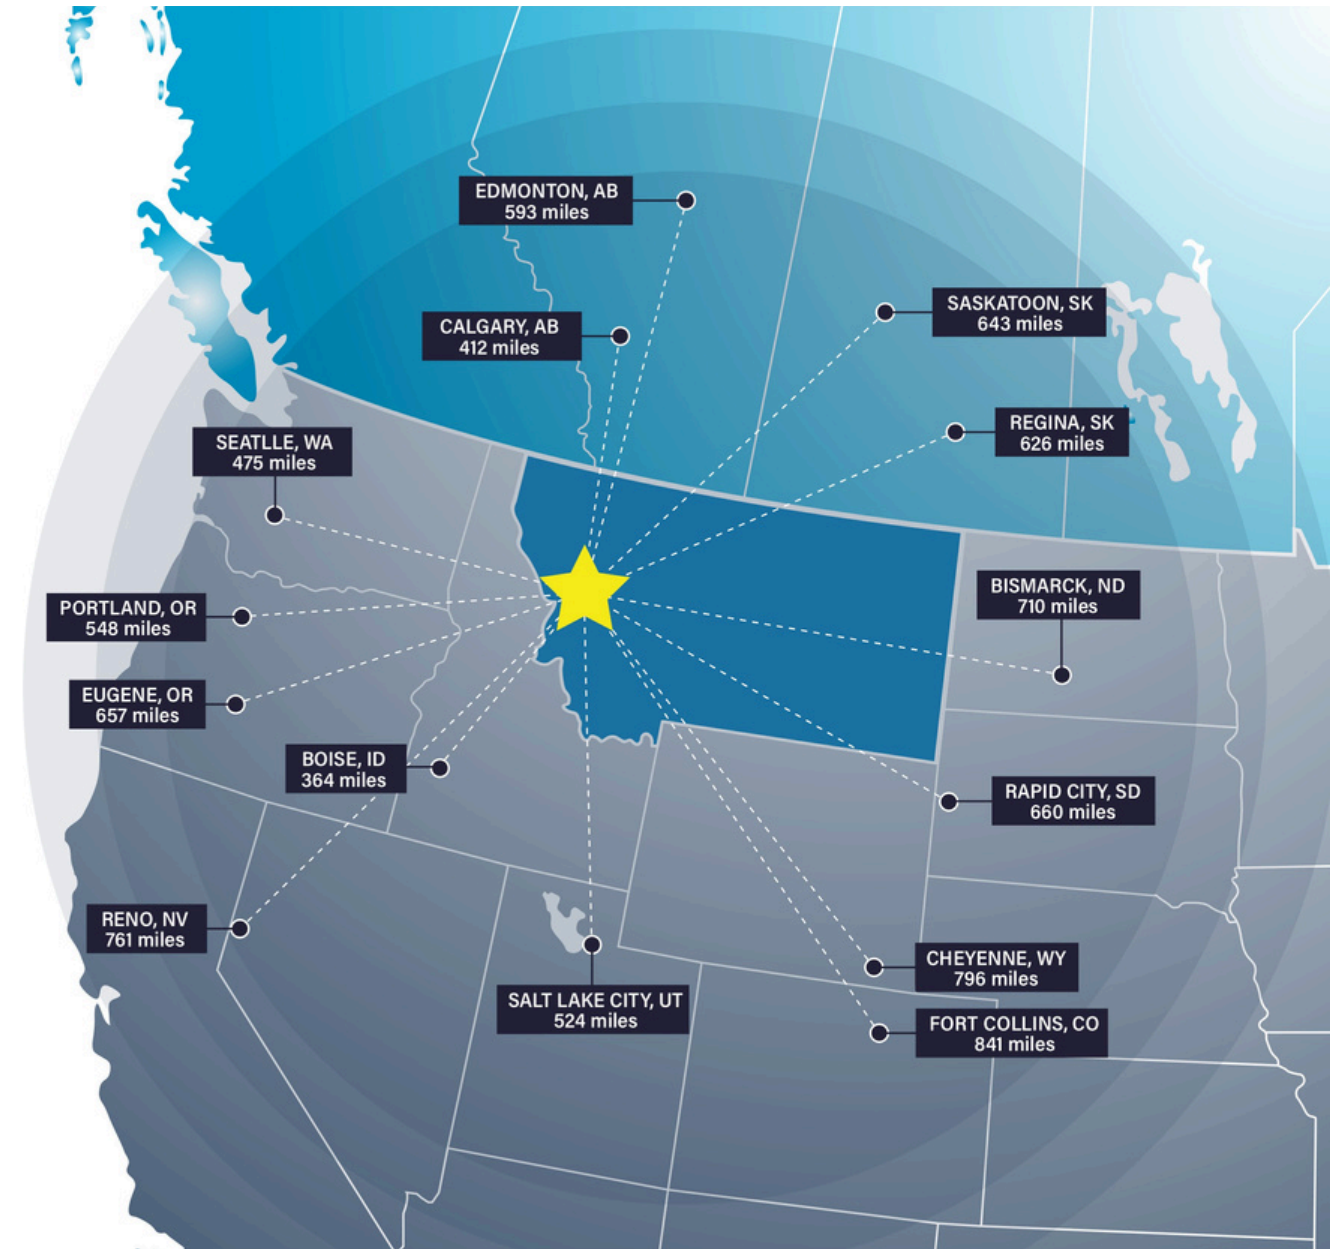 EDMONTON, AB
593 miles
SASKATOON, SK
643 miles
CALGARY, AB
412 miles
REGINA, SK
626 miles
SEATLLE, WA
475 miles
BISMARCK, ND
710 miles
PORTLAND, OR
548 miles
EUGENE, OR
657 miles
BOISE, ID
364 miles
RAPID CITY, SD
660 miles
RENO, NV
761 miles
CHEYENNE, WY
796 miles
SALT LAKE CITY, UT
524 miles
FORT COLLINS, CO
841 miles